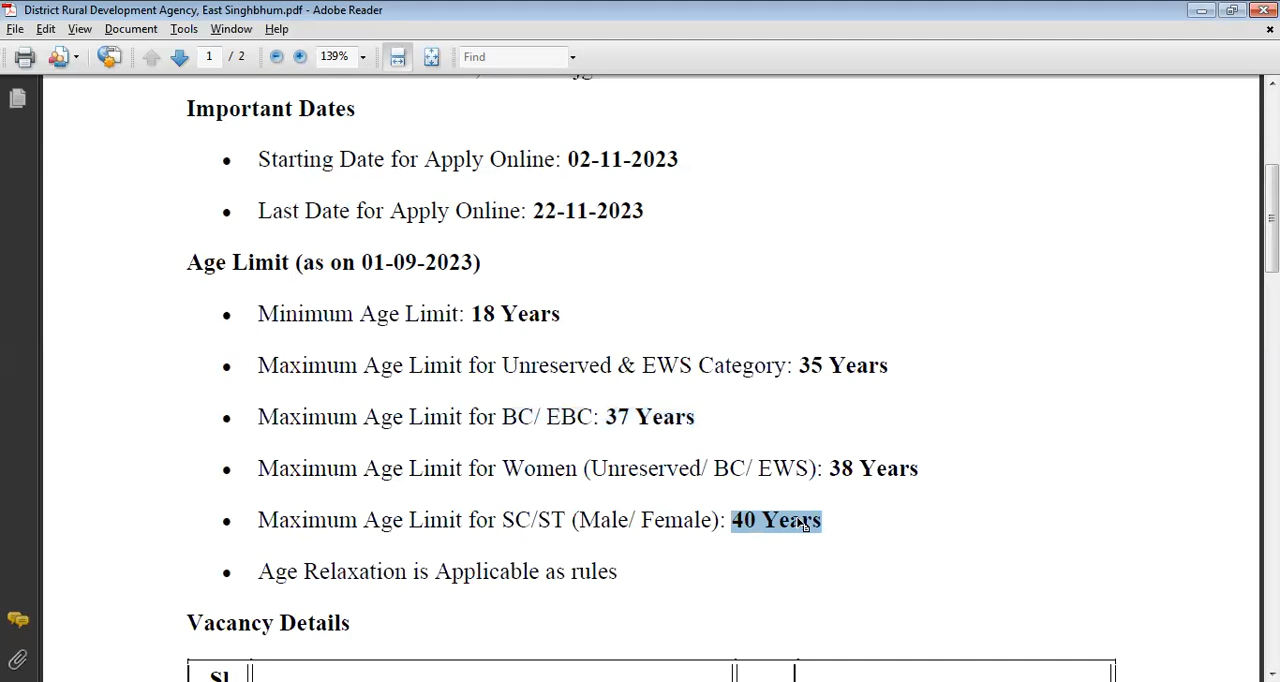 District Rural Development Agency, East Singhbhum.pdf - Adobe Reader
File Edit View Document Tools Window Help
1 / 2 139% Find
Important Dates
• Starting Date for Apply Online: 02-11-2023
• Last Date for Apply Online: 22-11-2023
Age Limit (as on 01-09-2023)
• Minimum Age Limit: 18 Years
• Maximum Age Limit for Unreserved & EWS Category: 35 Years
• Maximum Age Limit for BC/ EBC: 37 Years
• Maximum Age Limit for Women (Unreserved/ BC/ EWS): 38 Years
• Maximum Age Limit for SC/ST (Male/ Female): 40 Years
• Age Relaxation is Applicable as rules
Vacancy Details
Sl